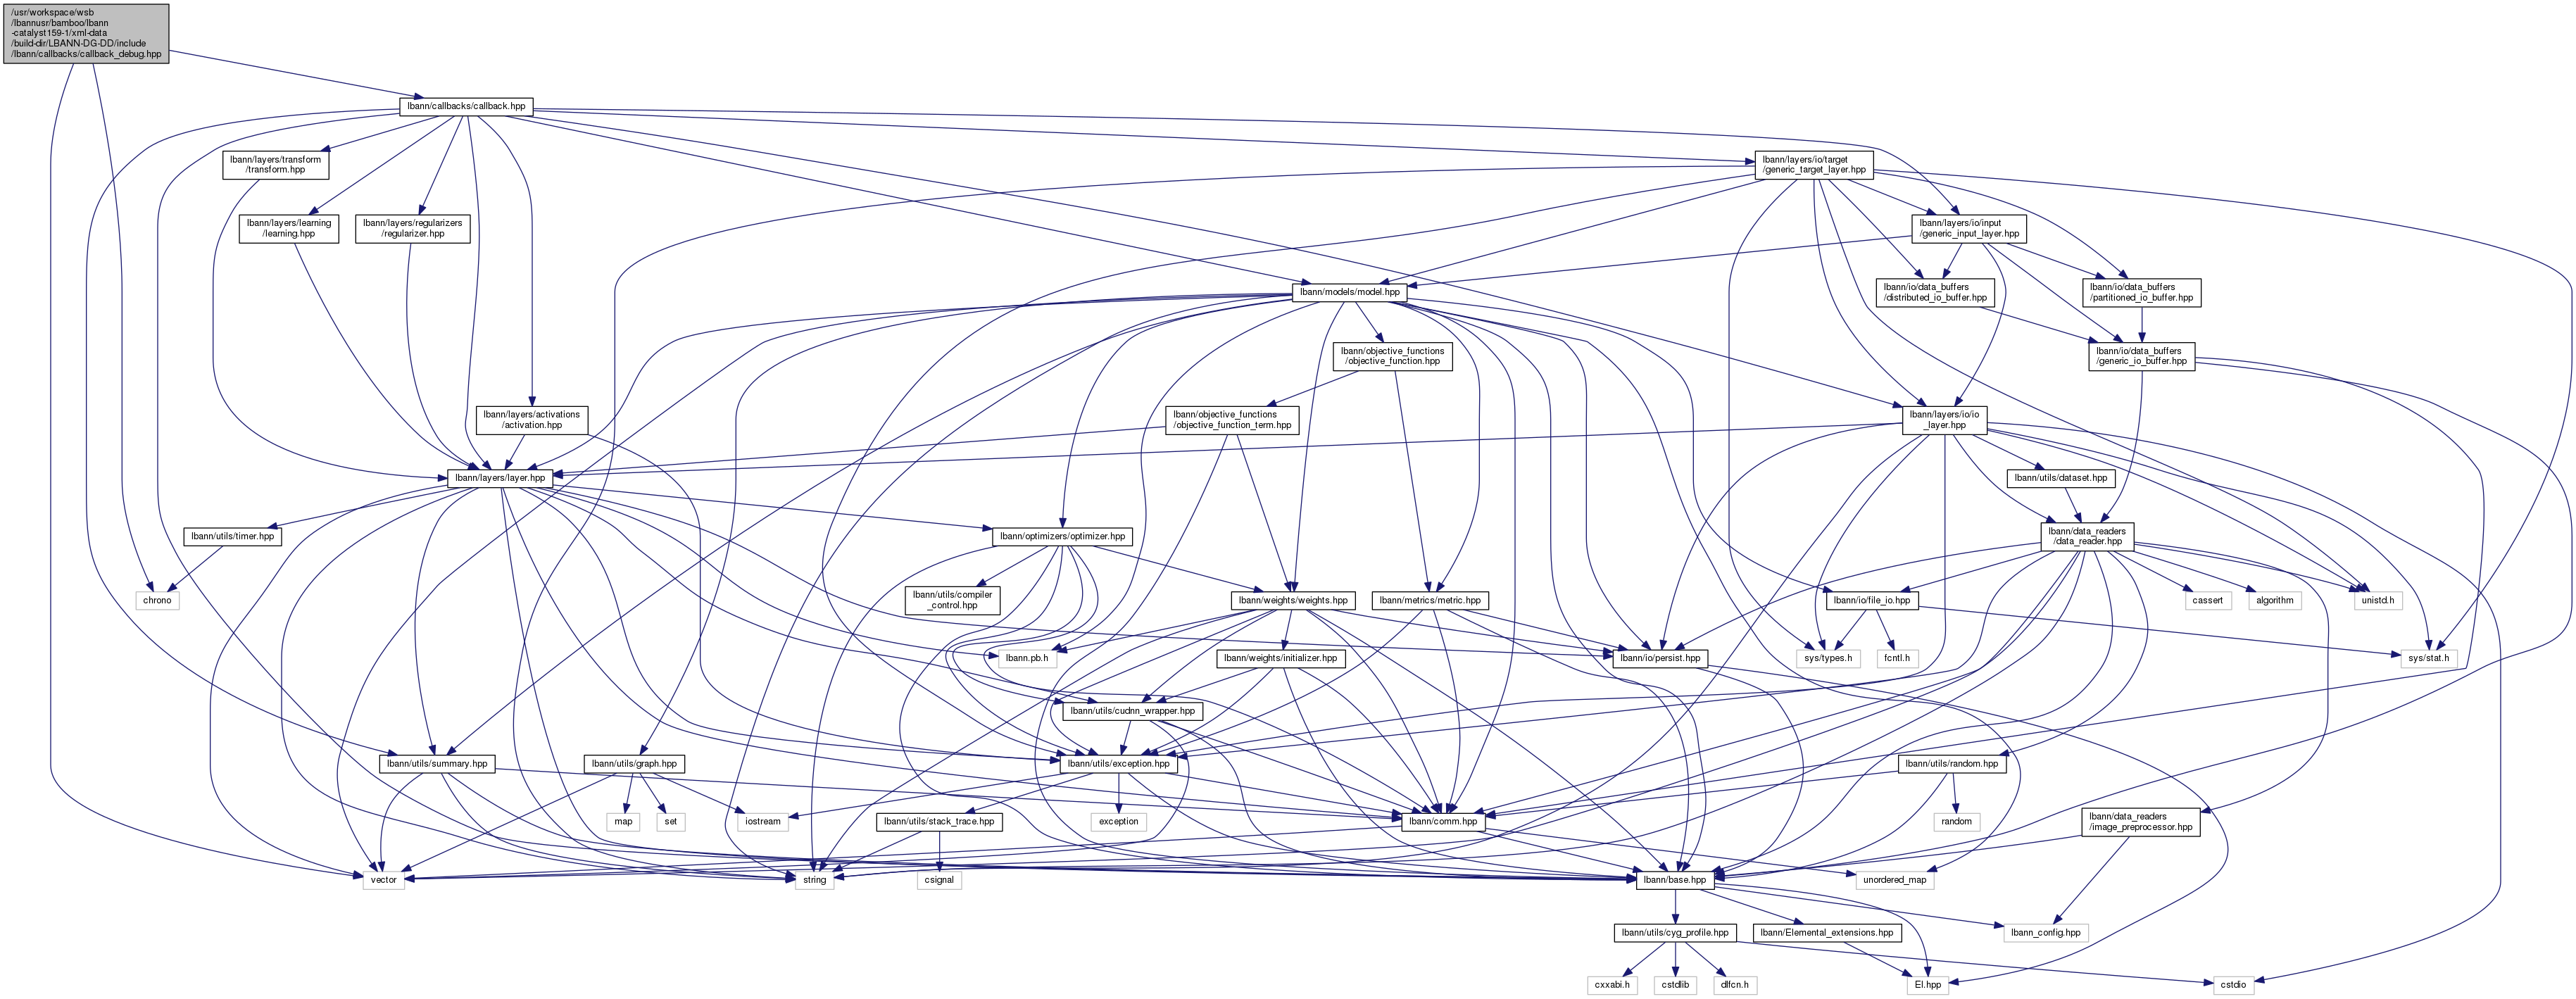 /usr/workspace/wsb
/lbannusr/bamboo/lbann
-catalyst159-1/xml-data
/build-dir/LBANN-DG-DD/include
/lbann/callbacks/callback_debug.hpp
lbann/callbacks/callback.hpp
lbann/layers/transform
/transform.hpp
lbann/layers/io/target
/generic_target_layer.hpp
lbann/layers/learning
/learning.hpp
lbann/layers/regularizers
/regularizer.hpp
lbann/layers/io/input
/generic_input_layer.hpp
lbann/models/model.hpp
lbann/io/data_buffers
/distributed_io_buffer.hpp
lbann/io/data_buffers
/partitioned_io_buffer.hpp
lbann/objective_functions
/objective_function.hpp
lbann/io/data_buffers
/generic_io_buffer.hpp
lbann/layers/activations
/activation.hpp
lbann/objective_functions
/objective_function_term.hpp
lbann/layers/io/io
_layer.hpp
lbann/layers/layer.hpp
lbann/utils/dataset.hpp
lbann/utils/timer.hpp
lbann/optimizers/optimizer.hpp
lbann/data_readers
/data_reader.hpp
chrono
lbann/utils/compiler
_control.hpp
lbann/weights/weights.hpp
lbann/metrics/metric.hpp
lbann/io/file_io.hpp
cassert
algorithm
unistd.h
lbann.pb.h
lbann/weights/initializer.hpp
lbann/io/persist.hpp
sys/types.h
fcntl.h
sys/stat.h
lbann/utils/cudnn_wrapper.hpp
lbann/utils/summary.hpp
lbann/utils/graph.hpp
lbann/utils/exception.hpp
lbann/utils/random.hpp
map
set
iostream
lbann/utils/stack_trace.hpp
exception
lbann/comm.hpp
random
lbann/data_readers
/image_preprocessor.hpp
vector
string
csignal
lbann/base.hpp
unordered_map
lbann/utils/cyg_profile.hpp
lbann/Elemental_extensions.hpp
lbann_config.hpp
cxxabi.h
cstdlib
dlfcn.h
El.hpp
cstdio